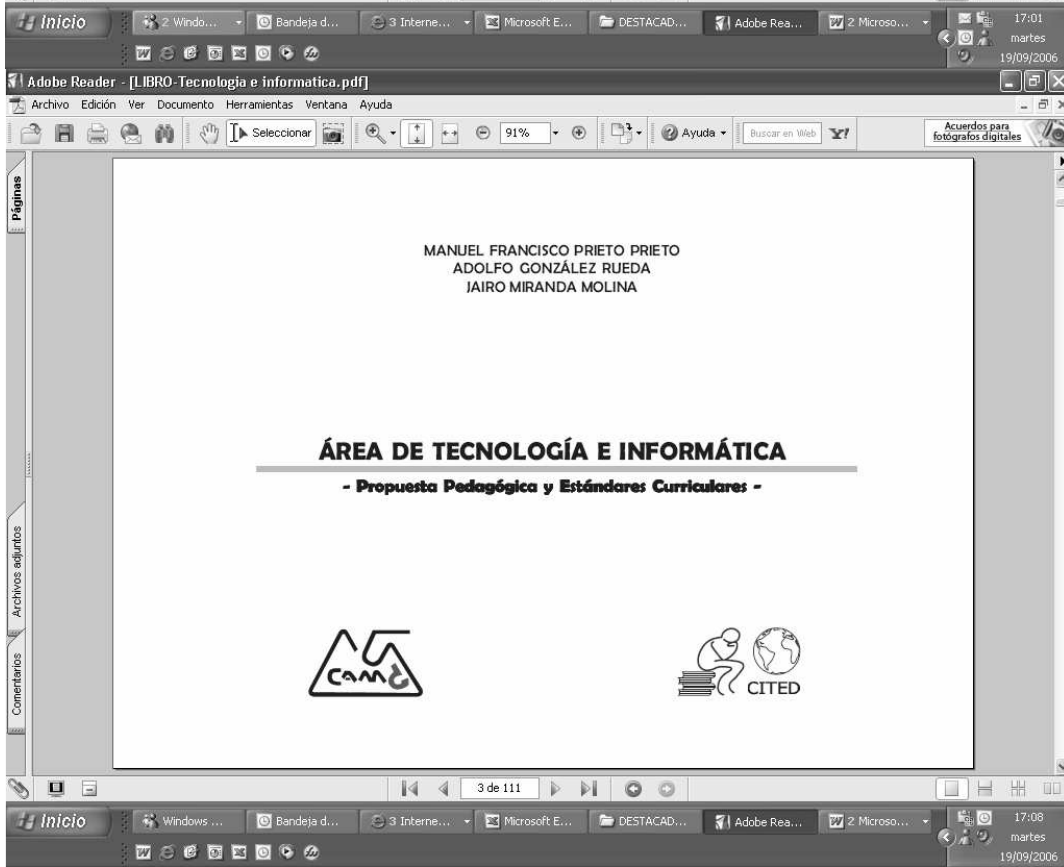 Inicio 2 Windo... Bandeja d... 3 Interne... Microsoft E... DESTACAD... Adobe Rea... 2 Microso... 17:01
martes
19/09/2006
Adobe Reader - [LIBRO-Tecnologia e informatica.pdf]
Archivo Edición Ver Documento Herramientas Ventana Ayuda
Seleccionar 91% Ayuda Buscar en Web Y! Acuerdos para
fotógrafos digitales
Páginas
MANUEL FRANCISCO PRIETO PRIETO
ADOLFO GONZÁLEZ RUEDA
JAIRO MIRANDA MOLINA
ÁREA DE TECNOLOGÍA E INFORMÁTICA
- Propuesta Pedagógica y Estándares Curriculares -
Archivos adjuntos
Comentarios
CITED
3 de 111
Inicio Windows ... Bandeja d... 3 Interne... Microsoft E... DESTACAD... Adobe Rea... 2 Microso... 17:08
martes
19/09/2006